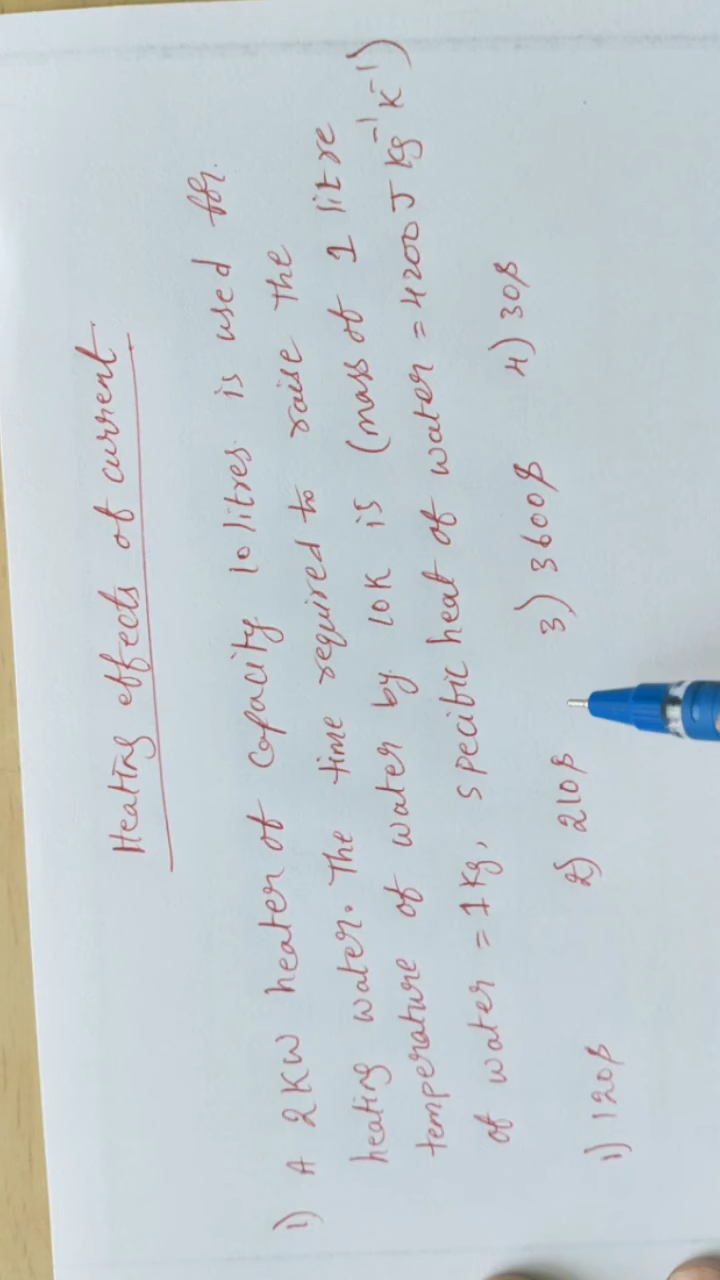 Heating effects of current
1) A 2KW heater of capacity 10 litres is used for
heating water. The time required to raise the
temperature of water by 10K is (mass of 1 litre
of water = 1Kg, specific heat of water = 4200 J Kg⁻¹ K⁻¹)
1) 120s 2) 210s 3) 3600s 4) 30s